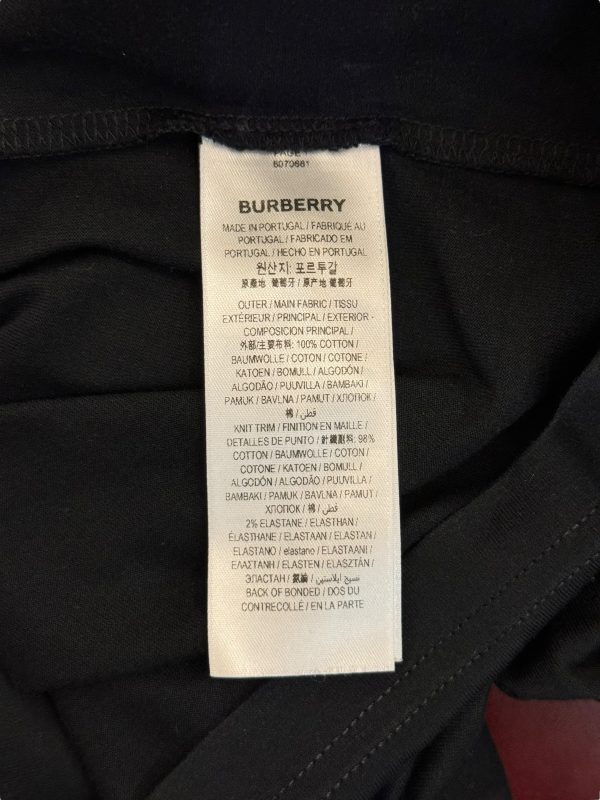 6079661
BURBERRY
MADE IN PORTUGAL / FABRIQUÉ AU
PORTUGAL / FABRICADO EM
PORTUGAL / HECHO EN PORTUGAL
원산지: 포르투갈
原產地 葡萄牙 / 原产地 葡萄牙
OUTER / MAIN FABRIC / TISSU
EXTÉRIEUR / PRINCIPAL / EXTERIOR -
COMPOSICIÓN PRINCIPAL /
外部/主要布料: 100% COTTON /
BAUMWOLLE / COTON / COTONE /
KATOEN / BOMULL / ALGODÓN /
ALGODÃO / PUUVILLA / BAMBAKI /
PAMUK / BAVLNA / PAMUT / ХЛОПОК /
棉 / قطن /
KNIT TRIM / FINITION EN MAILLE /
DETALLES DE PUNTO / 針織副料: 98%
COTTON / BAUMWOLLE / COTON /
COTONE / KATOEN / BOMULL /
ALGODÓN / ALGODÃO / PUUVILLA /
BAMBAKI / PAMUK / BAVLNA / PAMUT /
ХЛОПОК / 棉 / قطن /
2% ELASTANE / ELASTHAN /
ÉLASTHANE / ELASTAAN / ELASTAN /
ELASTANO / elastano / ELASTAANI /
ΕΛΑΣΤΑΝΗ / ELASTEN / ELASZTÁN /
ЭЛАСТАН / 氨綸 / نسيج ايلاستين /
BACK OF BONDED / DOS DU
CONTRECOLLÉ / EN LA PARTE